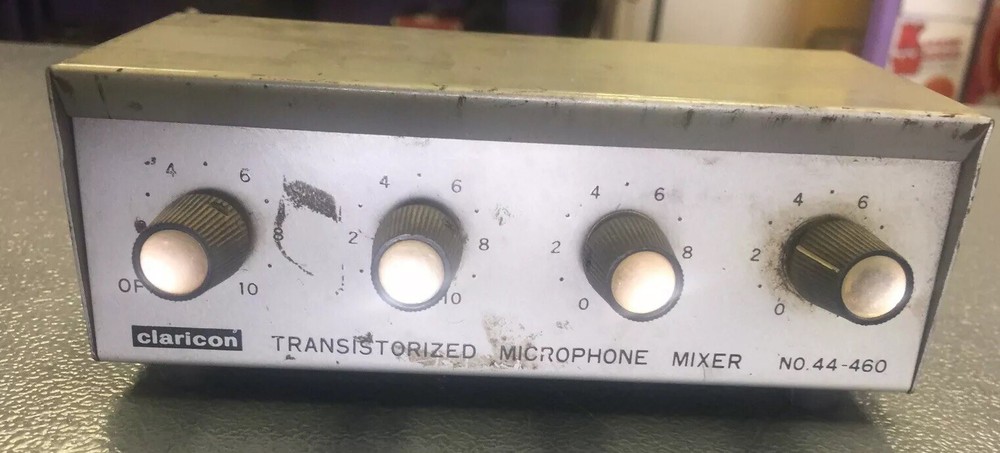 4 6 4 6 4 6 4 6
8 2 8 2 8 2
OF 10 10 0 0
claricon TRANSISTORIZED MICROPHONE MIXER NO. 44-460